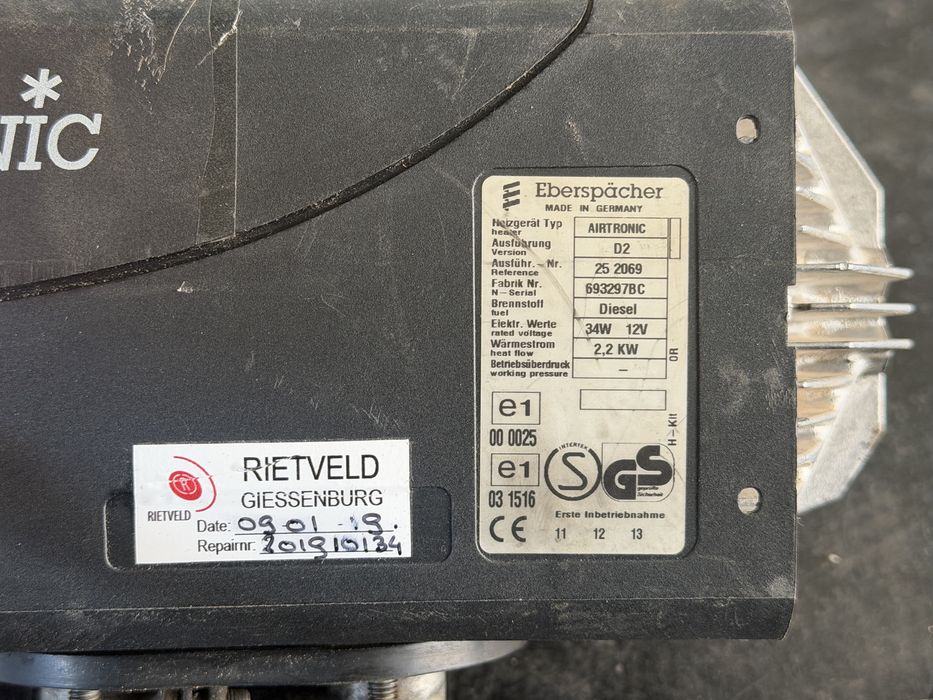 NIC
Eberspächer
MADE IN GERMANY
Heizgerät Typ AIRTRONIC
heater
Ausführung D2
Version
Ausführ.-Nr. 25 2069
Reference
Fabrik Nr. 693297BC
N-Serial
Brennstoff Diesel
fuel
Elektr. Werte 34W 12V
rated voltage
Wärmestrom 2,2 KW
heat flow
Betriebsüberdruck –
working pressure
OR
H-Kit
e1
00 0025
e1
03 1516
INTERTEK
S
GS
geprüfte
Sicherheit
CE
Erste Inbetriebnahme
11 12 13
RIETVELD
GIESSENBURG
RIETVELD
Date: 09-01-19.
Repairnr: 201910134